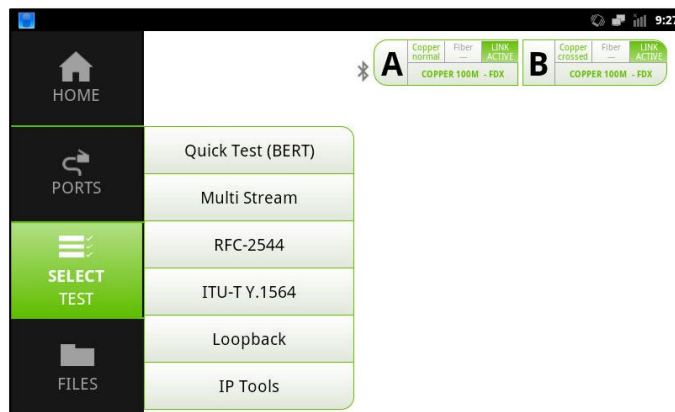 9:27
A
Copper normal
Fiber
—
LINK ACTIVE
COPPER 100M - FDX
B
Copper crossed
Fiber
—
LINK ACTIVE
COPPER 100M - FDX
HOME
PORTS
SELECT
TEST
FILES
Quick Test (BERT)
Multi Stream
RFC-2544
ITU-T Y.1564
Loopback
IP Tools